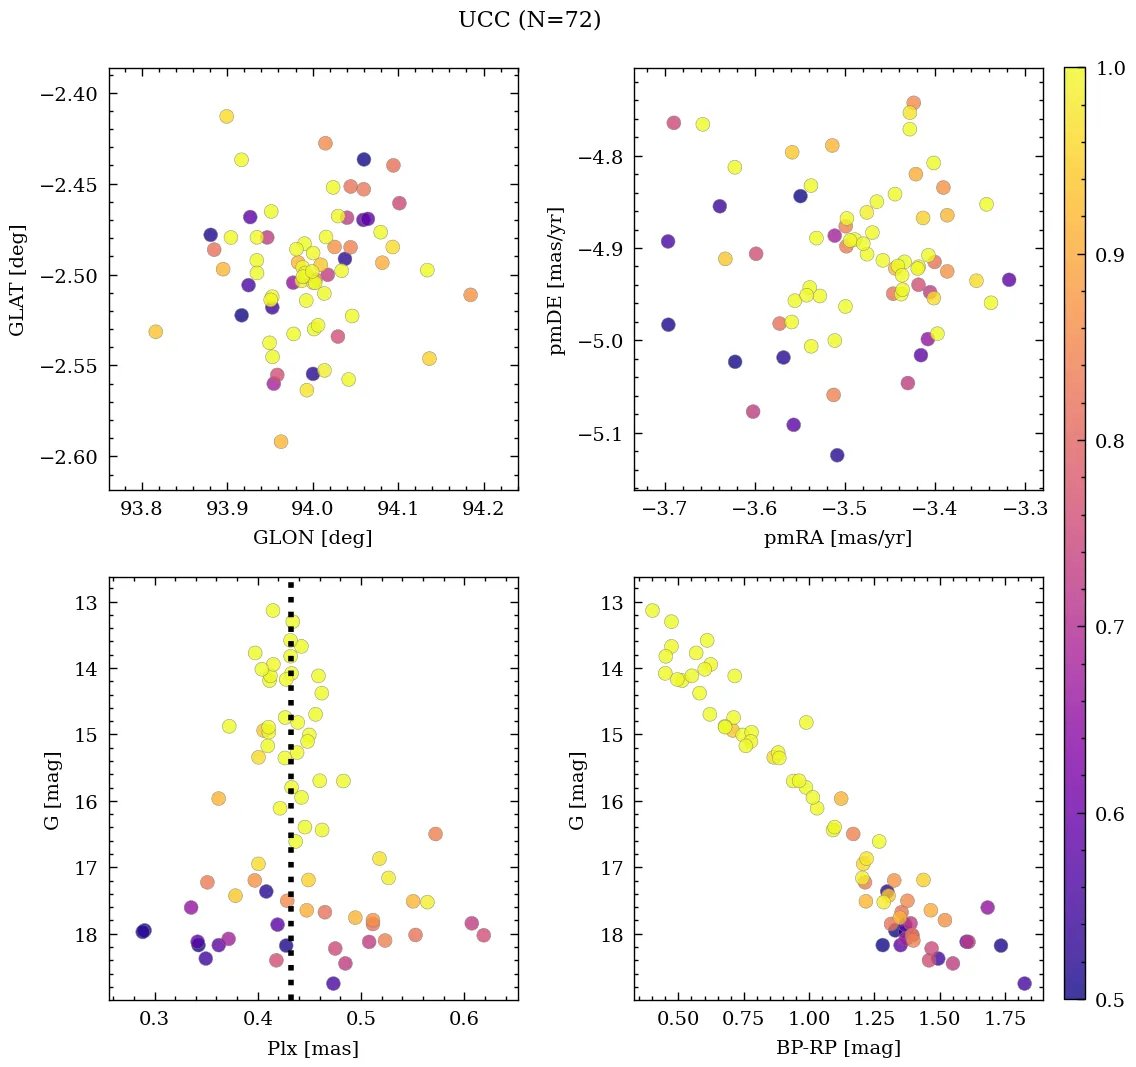 UCC (N=72)
−2.40
−2.45
−2.50
−2.55
−2.60
GLAT [deg]
93.8 93.9 94.0 94.1 94.2
GLON [deg]
−4.8
−4.9
−5.0
−5.1
pmDE [mas/yr]
−3.7 −3.6 −3.5 −3.4 −3.3
pmRA [mas/yr]
13
14
15
16
17
18
G [mag]
0.3 0.4 0.5 0.6
Plx [mas]
13
14
15
16
17
18
G [mag]
0.50 0.75 1.00 1.25 1.50 1.75
BP-RP [mag]
1.0
0.9
0.8
0.7
0.6
0.5